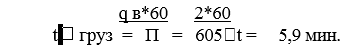 q в*60 2*60
t груз = П = 605 t = 5,9 мин.